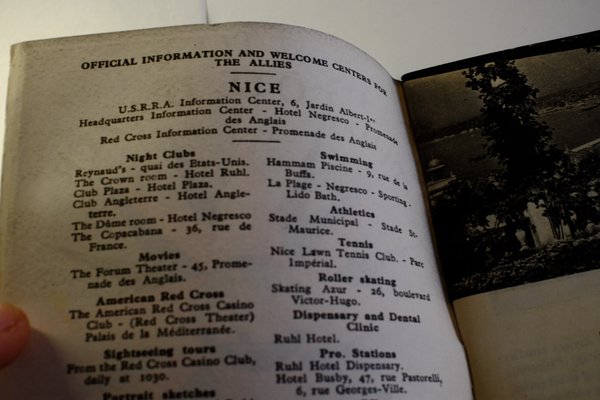 OFFICIAL INFORMATION AND WELCOME CENTERS FOR
THE ALLIES
NICE
U.S.R.R.A. Information Center, 6, Jardin Albert-Ier
Headquarters Information Center - Hotel Negresco - Promenade
des Anglais
Red Cross Information Center - Promenade des Anglais
Night Clubs
Reynaud's - quai des Etats-Unis.
The Crown room - Hotel Ruhl.
Club Plaza - Hotel Plaza.
Club Angleterre - Hotel Angle-
terre.
The Dôme room - Hotel Negresco
The Copacabana - 36, rue de
France.
Movies
The Forum Theater - 45, Prome-
nade des Anglais.
American Red Cross
The American Red Cross Casino
Club - (Red Cross Theater)
Palais de la Méditerranée.
Sightseeing tours
From the Red Cross Casino Club,
daily at 1030.
Portrait sketches
Swimming
Hammam Piscine - 9, rue de la
Buffa.
La Plage - Negresco - Sporting -
Lido Bath.
Athletics
Stade Municipal - Stade St-
Maurice.
Tennis
Nice Lawn Tennis Club. - Parc
Impérial.
Roller skating
Skating Azur - 26, boulevard
Victor-Hugo.
Dispensary and Dental
Clinic
Ruhl Hotel.
Pro. Stations
Ruhl Hotel Dispensary.
Hotel Busby, 47, rue Pastorelli,
6, rue Georges-Ville.